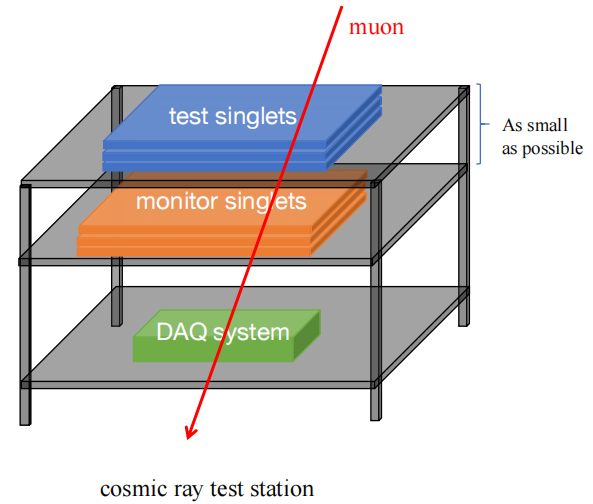 muon
test singlets
As small
as possible
monitor singlets
DAQ system
cosmic ray test station